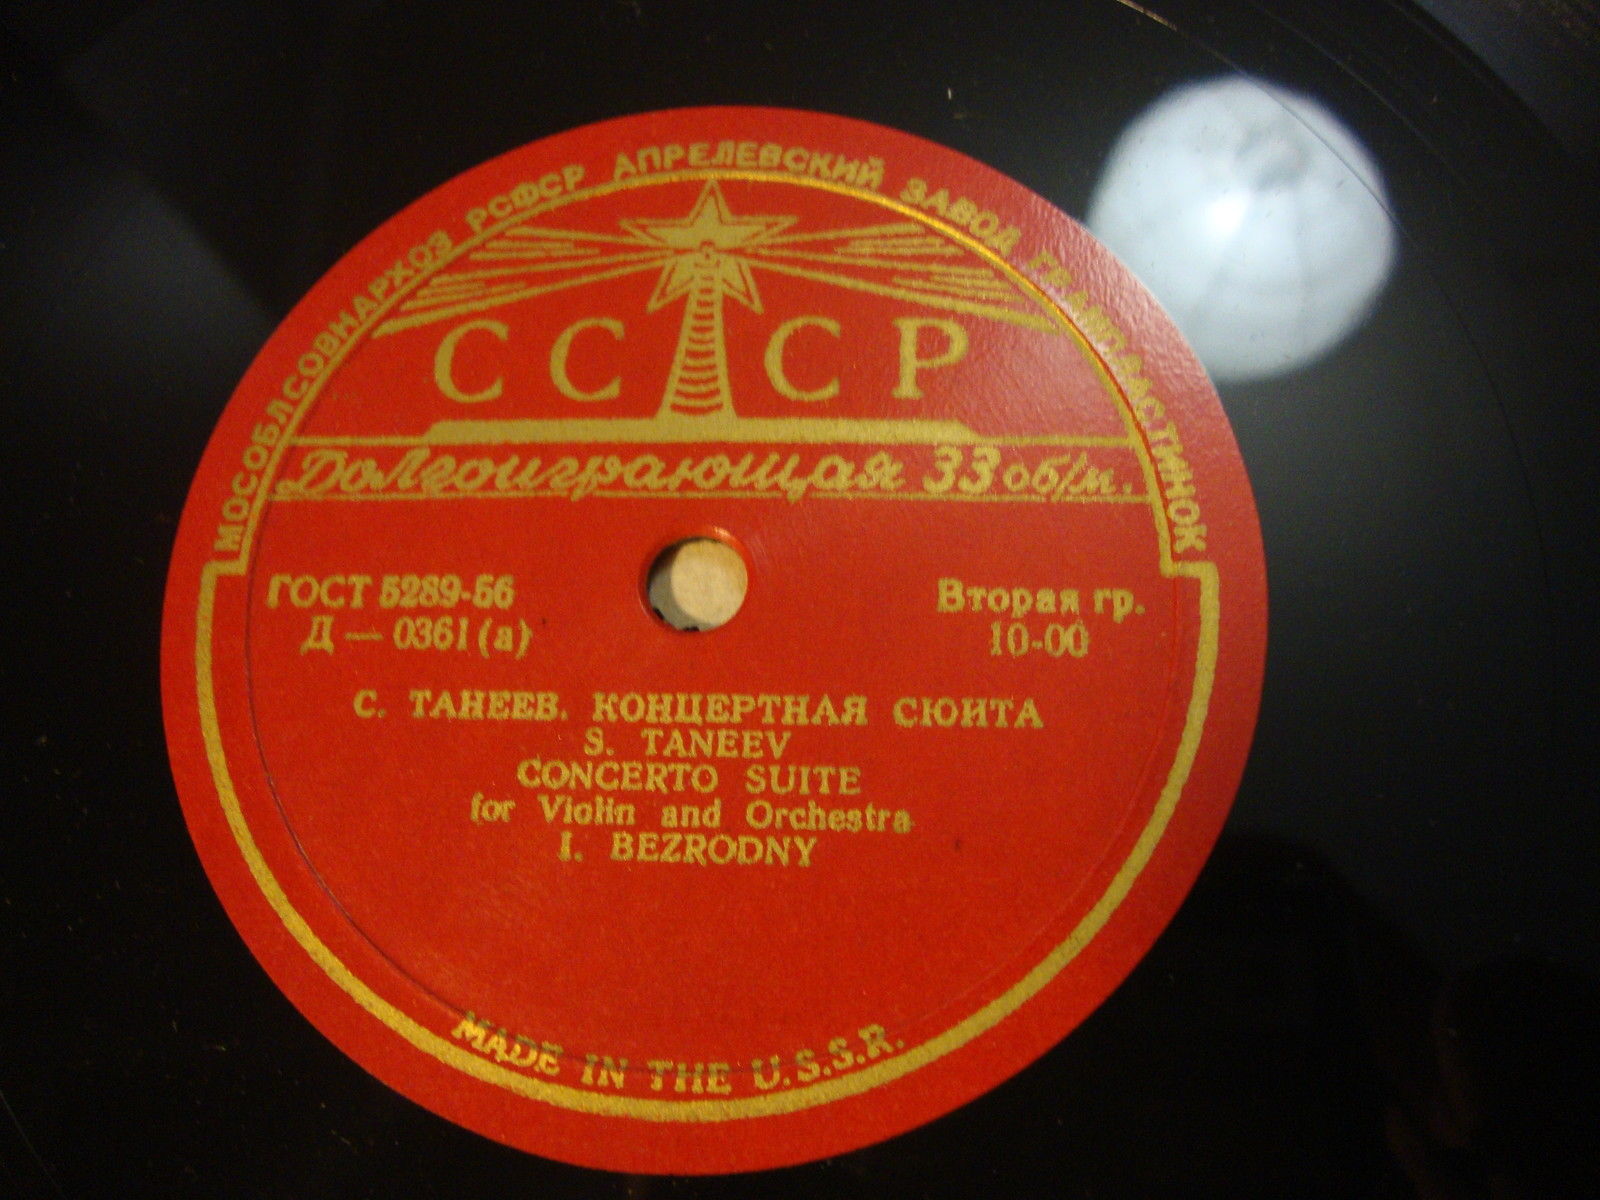 МОСОБЛСОВНАРХОЗ РСФСР АПРЕЛЕВСКИЙ ЗАВОД ГРАМПЛАСТИНОК
СССР
Долгоиграющая 33 об/м.
ГОСТ 5289-56
Д — 0361 (а)
Вторая гр.
10-00
С. ТАНЕЕВ. КОНЦЕРТНАЯ СЮИТА
S. TANEEV
CONCERTO SUITE
for Violin and Orchestra
I. BEZRODNY
MADE IN THE U.S.S.R.